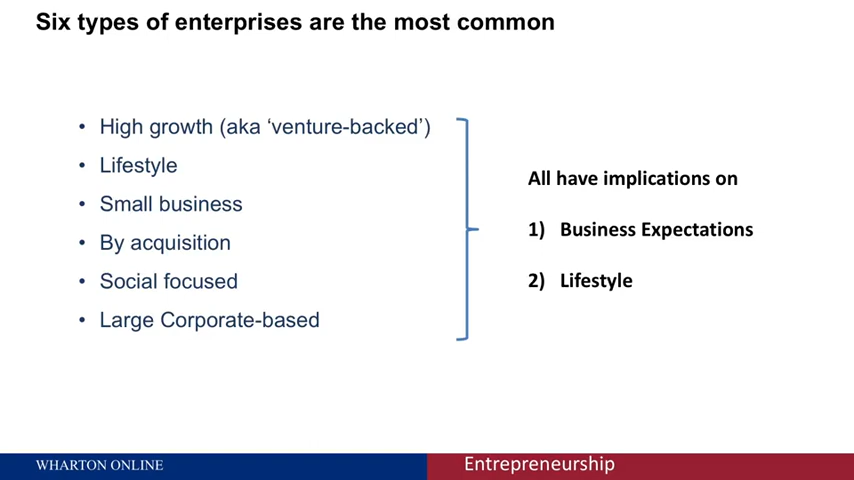 Six types of enterprises are the most common
• High growth (aka ‘venture-backed’)
• Lifestyle
• Small business
• By acquisition
• Social focused
• Large Corporate-based
All have implications on
1) Business Expectations
2) Lifestyle
WHARTON ONLINE
Entrepreneurship